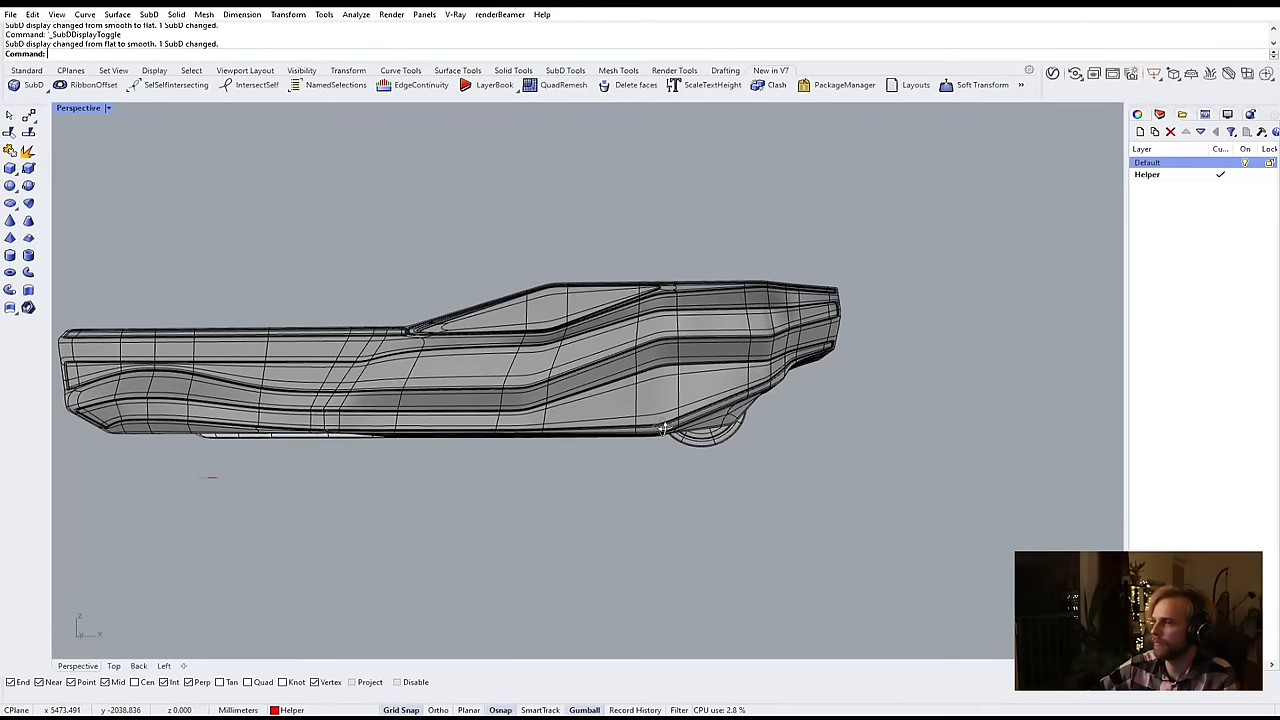 File Edit View Curve Surface SubD Solid Mesh Dimension Transform Tools Analyze Render Panels V-Ray renderBeamer Help
SubD display changed from smooth to flat. 1 SubD changed.
Command: '_SubDDisplayToggle
SubD display changed from flat to smooth. 1 SubD changed.
Command:
Standard CPlanes Set View Display Select Viewport Layout Visibility Transform Curve Tools Surface Tools Solid Tools SubD Tools Mesh Tools Render Tools Drafting New in V7
SubD RibbonOffset SelSelfIntersecting IntersectSelf NamedSelections EdgeContinuity LayerBook QuadRemesh Delete faces ScaleTextHeight Clash PackageManager Layouts Soft Transform »
Perspective
Layer Cu... On Lock
Default
Helper
z
y x
Perspective Top Back Left
End Near Point Mid Cen Int Perp Tan Quad Knot Vertex Project Disable
CPlane x 5473.491 y -2038.836 z 0.000 Millimeters Helper Grid Snap Ortho Planar Osnap SmartTrack Gumball Record History Filter CPU use: 2.8 %